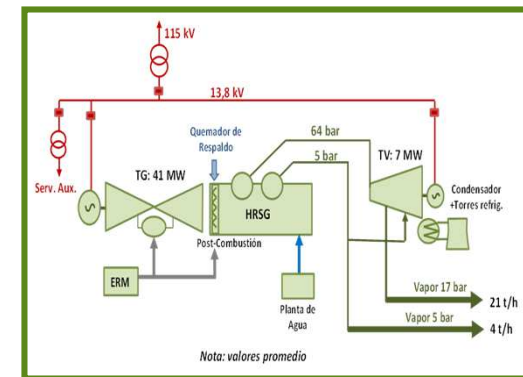 115 kV
13,8 kV
Quemador de
Respaldo
64 bar
5 bar
TV: 7 MW
TG: 41 MW
Serv. Aux.
S
HRSG
S
Condensador
+Torres refrig.
Post-Combustión
ERM
Planta de
Agua
Vapor 17 bar
21 t/h
Vapor 5 bar
4 t/h
Nota: valores promedio